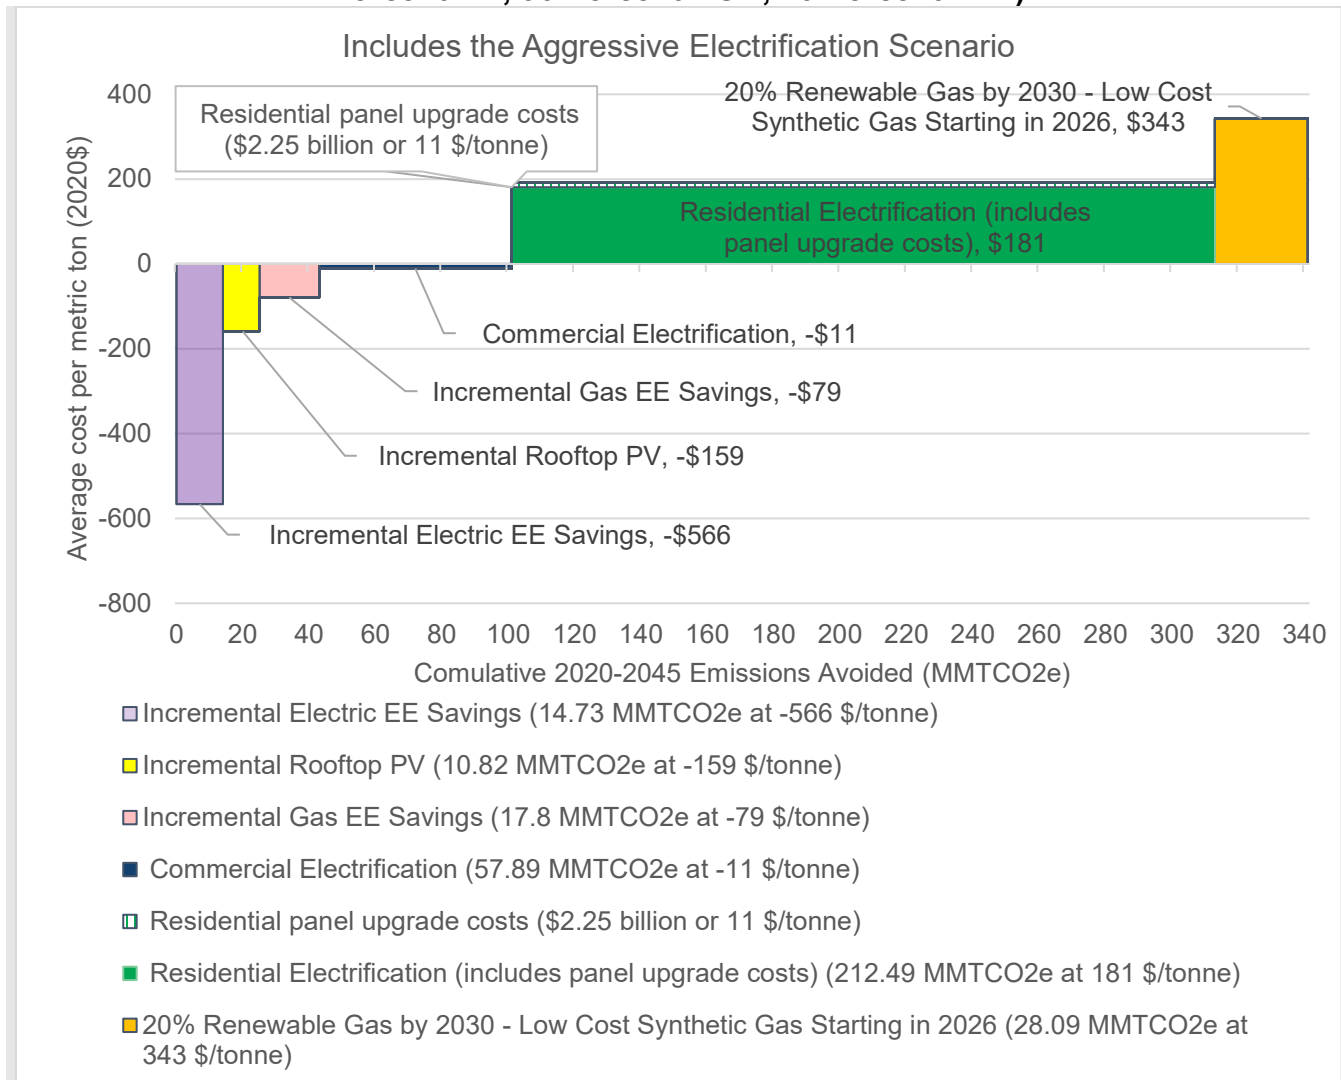 Includes the Aggressive Electrification Scenario
400
200
0
-200
-400
-600
-800
Average cost per metric ton (2020$)
Residential panel upgrade costs
($2.25 billion or 11 $/tonne)
20% Renewable Gas by 2030 - Low Cost
Synthetic Gas Starting in 2026, $343
Residential Electrification (includes
panel upgrade costs), $181
Commercial Electrification, -$11
Incremental Gas EE Savings, -$79
Incremental Rooftop PV, -$159
Incremental Electric EE Savings, -$566
0 20 40 60 80 100 120 140 160 180 200 220 240 260 280 300 320 340
Comulative 2020-2045 Emissions Avoided (MMTCO2e)
Incremental Electric EE Savings (14.73 MMTCO2e at -566 $/tonne)
Incremental Rooftop PV (10.82 MMTCO2e at -159 $/tonne)
Incremental Gas EE Savings (17.8 MMTCO2e at -79 $/tonne)
Commercial Electrification (57.89 MMTCO2e at -11 $/tonne)
Residential panel upgrade costs ($2.25 billion or 11 $/tonne)
Residential Electrification (includes panel upgrade costs) (212.49 MMTCO2e at 181 $/tonne)
20% Renewable Gas by 2030 - Low Cost Synthetic Gas Starting in 2026 (28.09 MMTCO2e at
343 $/tonne)